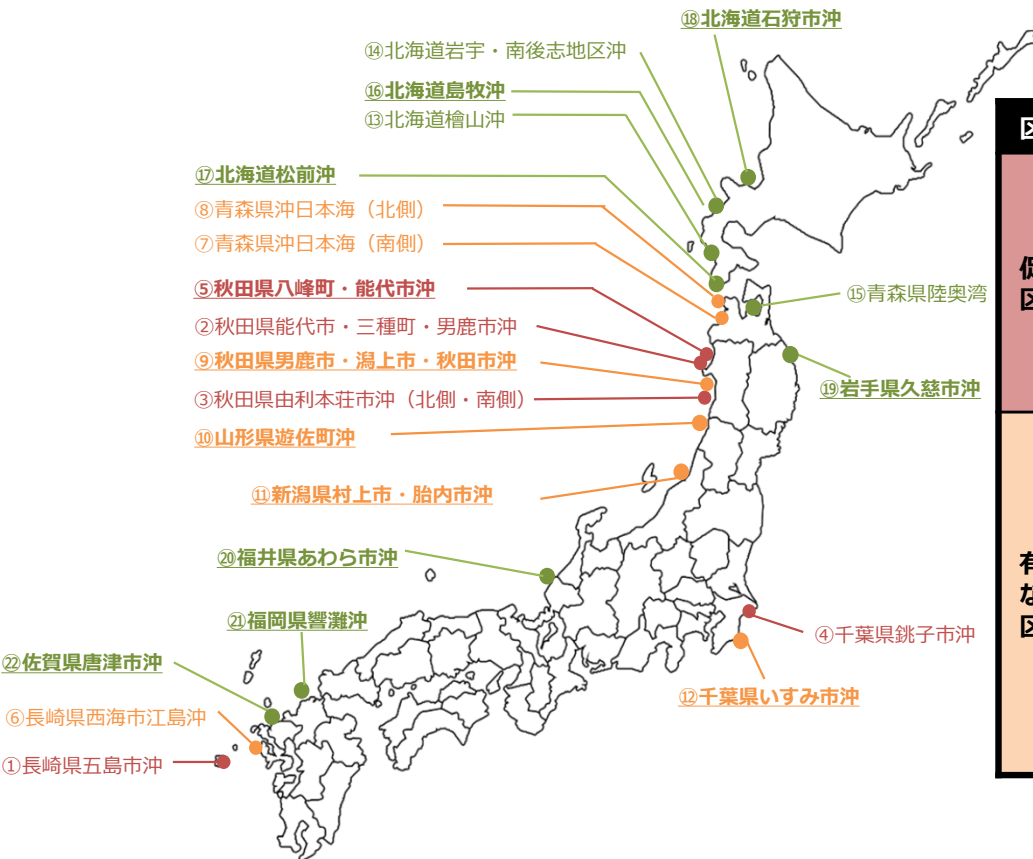 ⑱北海道石狩市沖
⑭北海道岩宇・南後志地区沖
⑯北海道島牧沖
⑬北海道檜山沖
⑰北海道松前沖
⑧青森県沖日本海（北側）
⑦青森県沖日本海（南側）
⑤秋田県八峰町・能代市沖
⑮青森県陸奥湾
②秋田県能代市・三種町・男鹿市沖
⑨秋田県男鹿市・潟上市・秋田市沖
⑲岩手県久慈市沖
③秋田県由利本荘市沖（北側・南側）
⑩山形県遊佐町沖
⑪新潟県村上市・胎内市沖
⑳福井県あわら市沖
㉑福岡県響灘沖
④千葉県銚子市沖
㉒佐賀県唐津市沖
⑫千葉県いすみ市沖
⑥長崎県西海市江島沖
①長崎県五島市沖
区
区
有
な
区